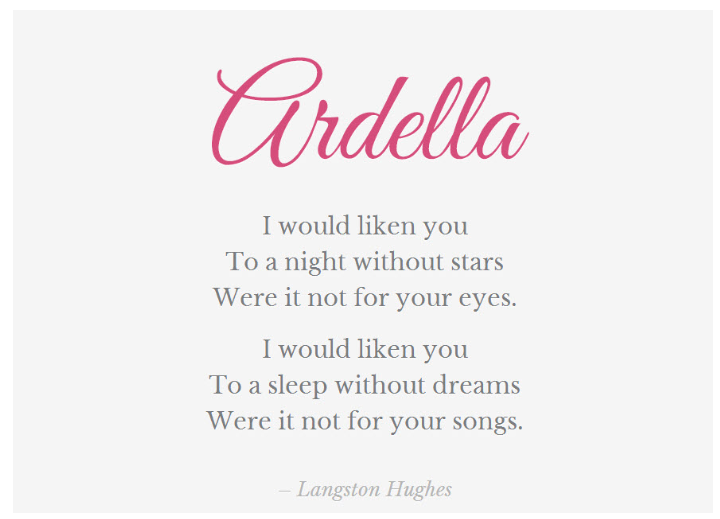 Ardella
I would liken you
To a night without stars
Were it not for your eyes.
I would liken you
To a sleep without dreams
Were it not for your songs.
– Langston Hughes